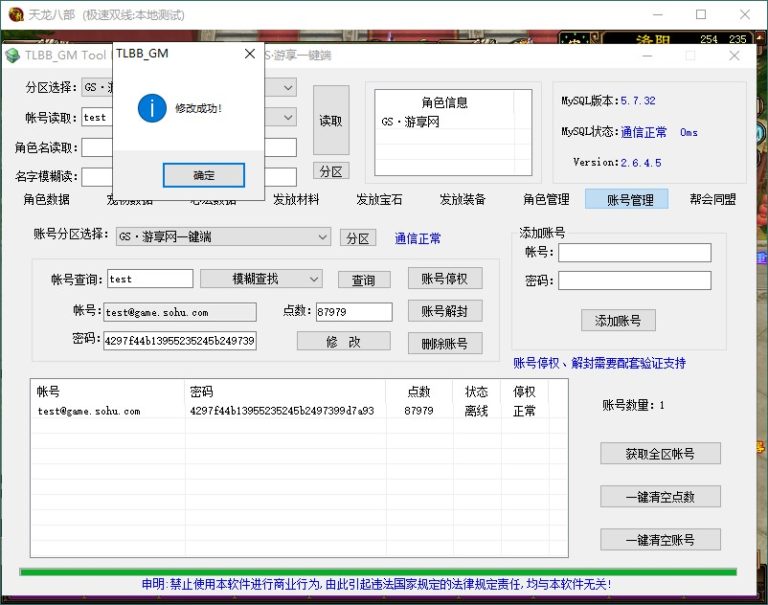 天龙八部 (极速双线:本地测试)
洛阳 254 235
TLBB_GM Tool
GS·游享一键端
TLBB_GM
修改成功!
确定
分区选择: GS·
帐号读取: test
角色名读取:
名字模糊读:
读取
分区
角色信息
GS·游享网
MySQL版本:5.7.32
MySQL状态:通信正常 0ms
Version:2.6.4.5
角色数据 宠物数据 心法数据 发放材料 发放宝石 发放装备 角色管理 账号管理 帮会同盟
账号分区选择: GS·游享网一键端 分区 通信正常
帐号查询: test 模糊查找 查询 账号停权
帐号: test@game.sohu.com 点数: 87979 账号解封
密码: 4297f44b13955235245b249739 修 改 删除账号
添加账号
帐号:
密码:
添加账号
账号停权、解封需要配套验证支持
帐号 密码 点数 状态 停权
test@game.sohu.com 4297f44b13955235245b2497399d7a93 87979 离线 正常
账号数量: 1
获取全区帐号
一键清空点数
一键清空账号
申明:禁止使用本软件进行商业行为,由此引起违法国家规定的法律规定责任,均与本软件无关!